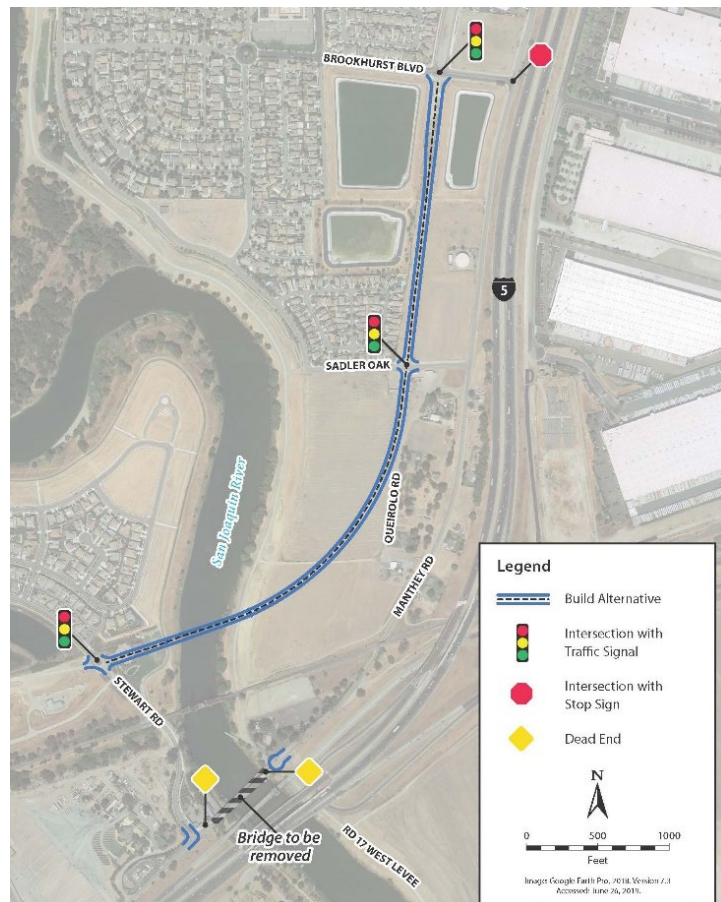 BROOKHURST BLVD
5
SADLER OAK
San Joaquin River
QUEIROLO RD
MANTHEY RD
STEWART RD
Bridge to be
removed
RD 17 WEST LEVEE
Legend
Build Alternative
Intersection with
Traffic Signal
Intersection with
Stop Sign
Dead End
N
0 500 1000
Feet
Image: Google Earth Pro, 2018. Version 7.3
Accessed: June 26, 2019.